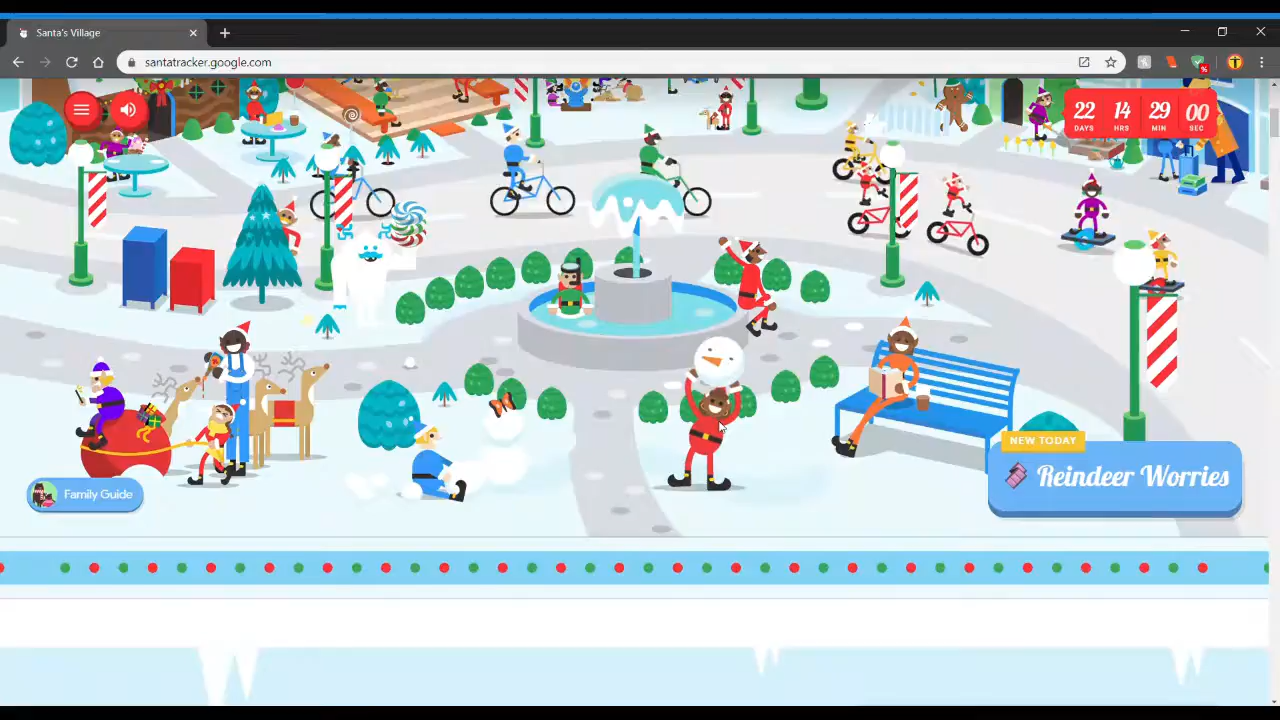 Santa's Village
santatracker.google.com
22 14 29 00
DAYS HRS MIN SEC
NEW TODAY
Reindeer Worries
Family Guide